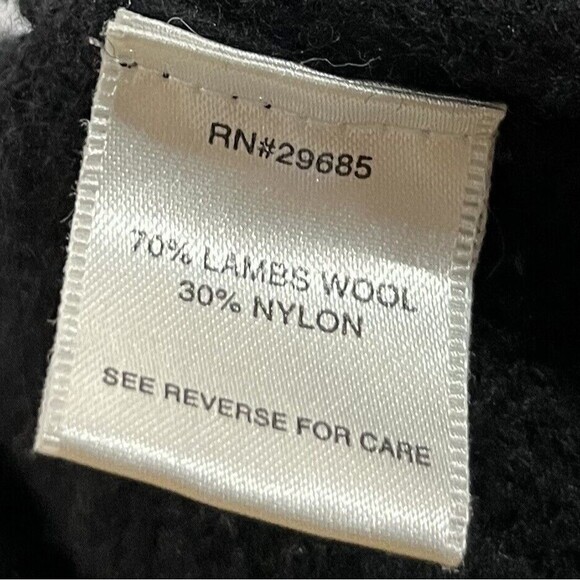 RN#29685
70% LAMBS WOOL
30% NYLON
SEE REVERSE FOR CARE